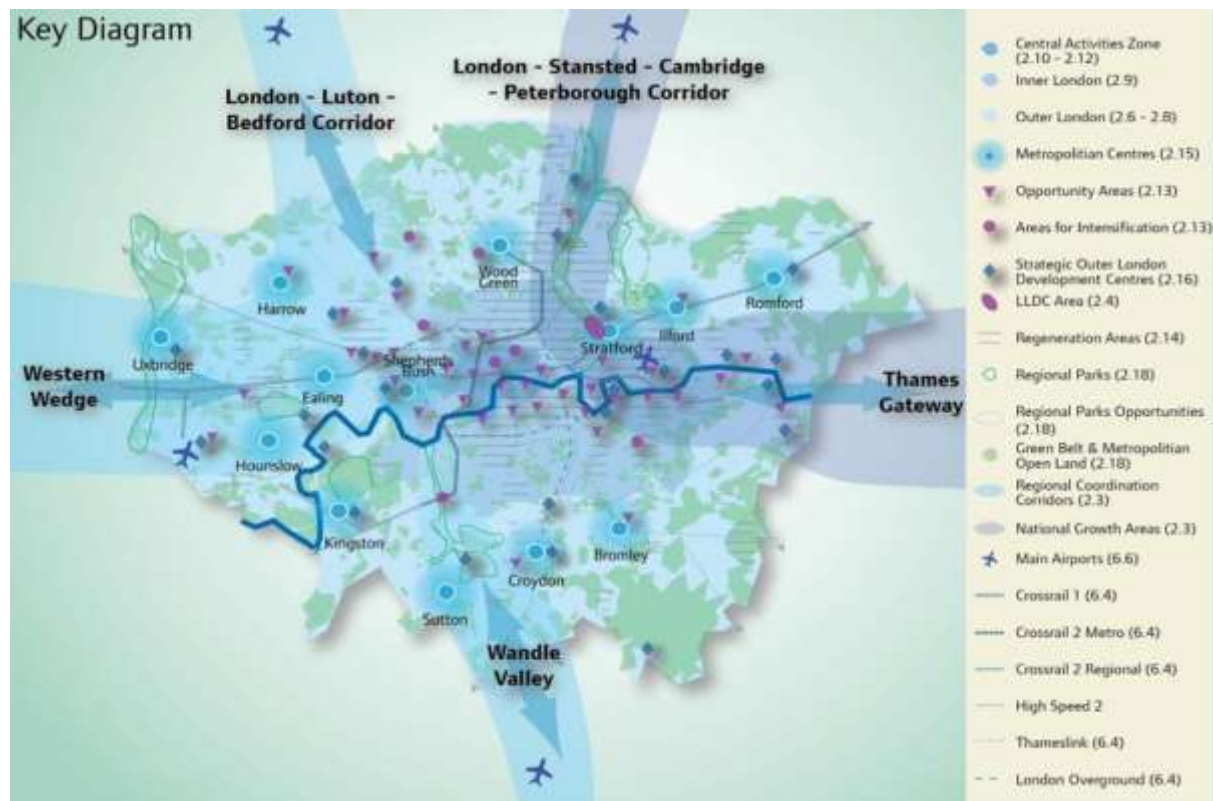 Key Diagram
London - Luton -
Bedford Corridor
London - Stansted - Cambridge
- Peterborough Corridor
Wood
Green
Harrow
Romford
Ilford
Uxbridge
Stratford
Shepherds
Bush
Western
Wedge
Ealing
Thames
Gateway
Hounslow
Kingston
Bromley
Croydon
Sutton
Wandle
Valley
Central Activities Zone
(2.10 - 2.12)
Inner London (2.9)
Outer London (2.6 - 2.8)
Metropolitian Centres (2.15)
Opportunity Areas (2.13)
Areas for Intensification (2.13)
Strategic Outer London
Development Centres (2.16)
LLDC Area (2.4)
Regeneration Areas (2.14)
Regional Parks (2.18)
Regional Parks Opportunities
(2.18)
Green Belt & Metropolitian
Open Land (2.18)
Regional Coordination
Corridors (2.3)
National Growth Areas (2.3)
Main Airports (6.6)
Crossrail 1 (6.4)
Crossrail 2 Metro (6.4)
Crossrail 2 Regional (6.4)
High Speed 2
Thameslink (6.4)
London Overground (6.4)